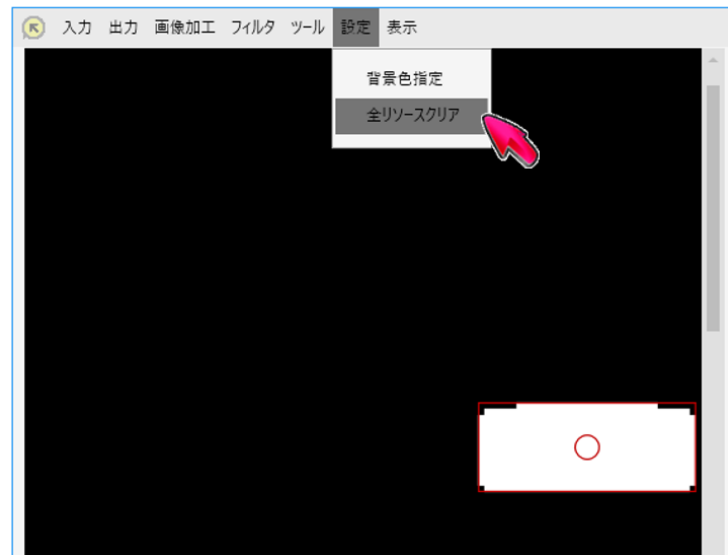 入力 出力 画像加工 フィルタ ツール 設定 表示
背景色指定
全リソースクリア